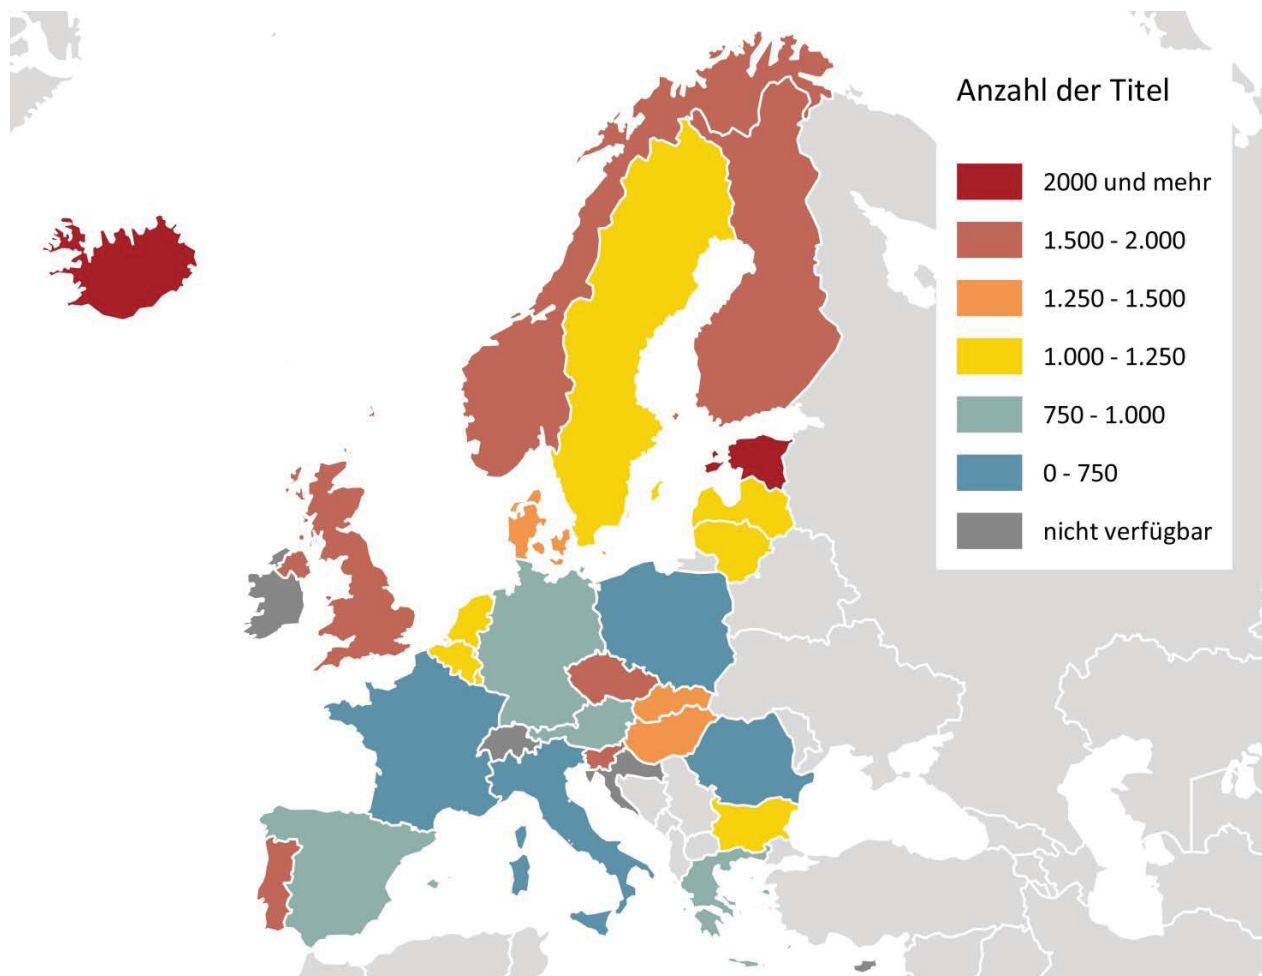 Anzahl der Titel
2000 und mehr
1.500 - 2.000
1.250 - 1.500
1.000 - 1.250
750 - 1.000
0 - 750
nicht verfügbar